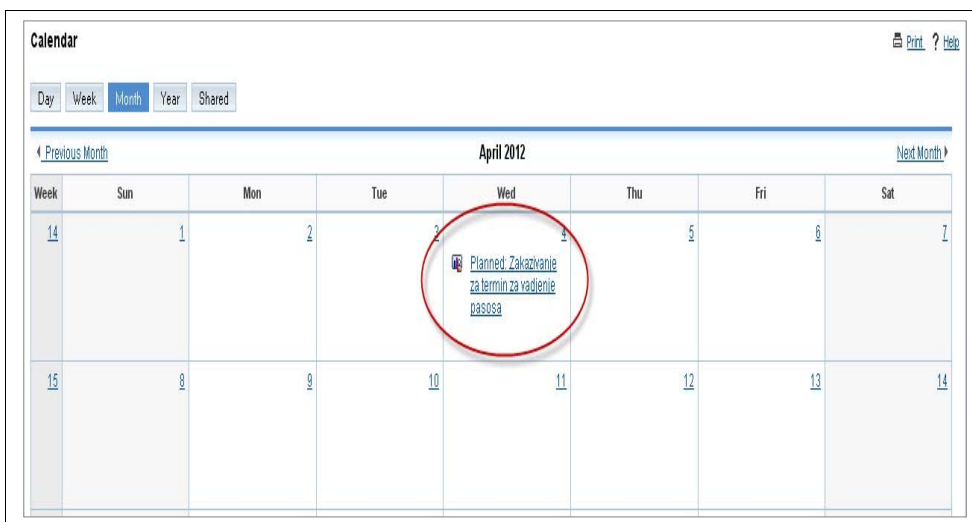 Calendar
Print ? Help
Day Week Month Year Shared
Previous Month April 2012 Next Month
Week Sun Mon Tue Wed Thu Fri Sat
14 1 2 3 4 5 6 7
Planned: Zakazivanje
za termin za vadjenje
pasosa
15 8 9 10 11 12 13 14